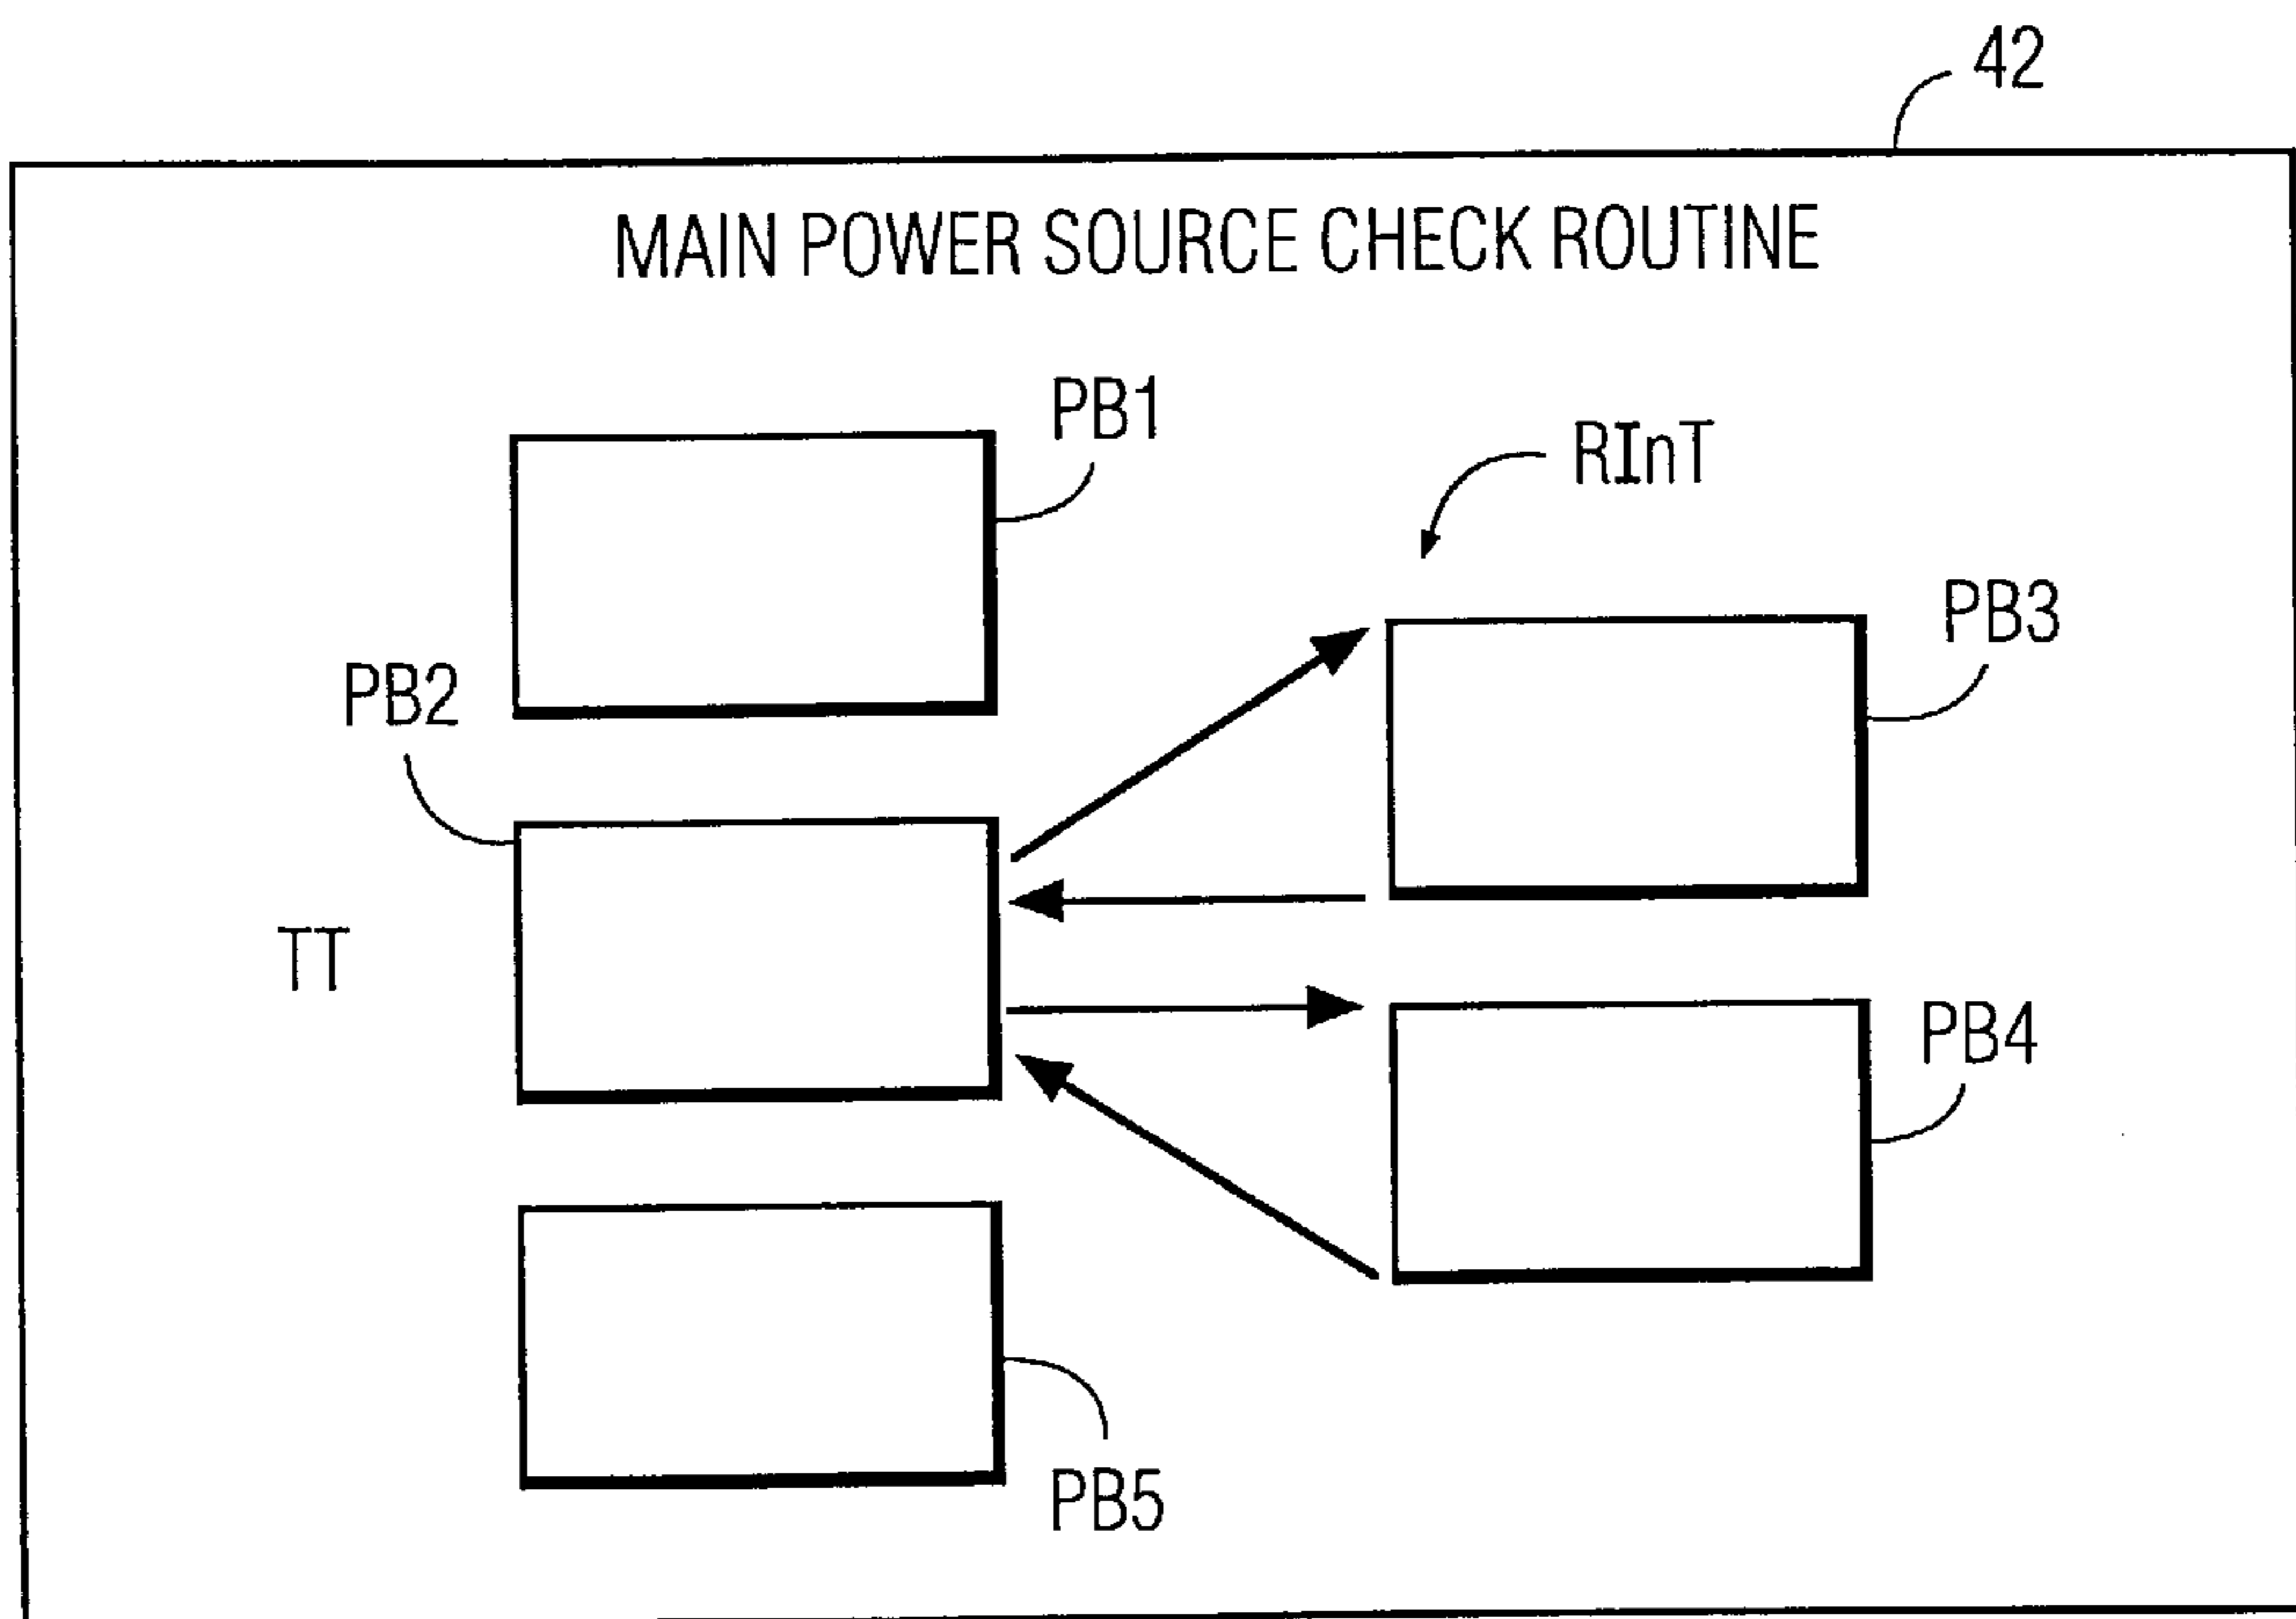 42
MAIN POWER SOURCE CHECK ROUTINE
PB1
RInT
PB3
PB2
TT
PB4
PB5